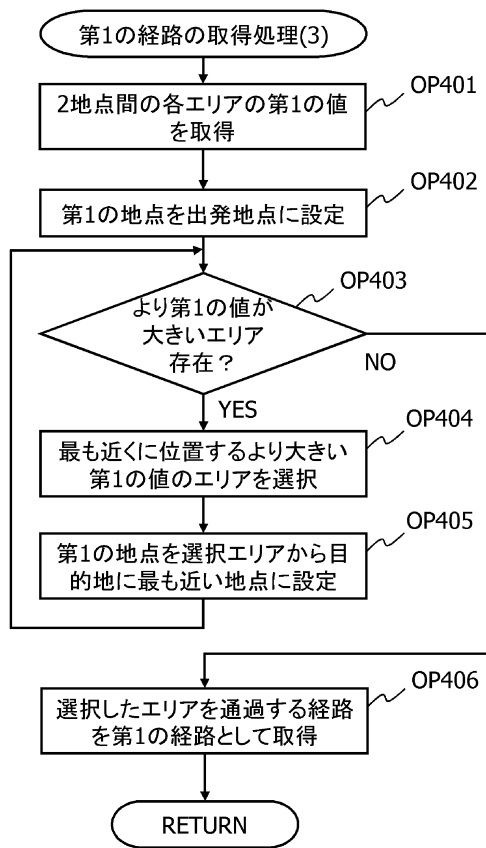 第1の経路の取得処理(3)
OP401
2地点間の各エリアの第1の値
を取得
OP402
第1の地点を出発地点に設定
OP403
より第1の値が
大きいエリア
存在?
NO
YES
OP404
最も近くに位置するより大きい
第1の値のエリアを選択
OP405
第1の地点を選択エリアから目
的地に最も近い地点に設定
OP406
選択したエリアを通過する経路
を第1の経路として取得
RETURN